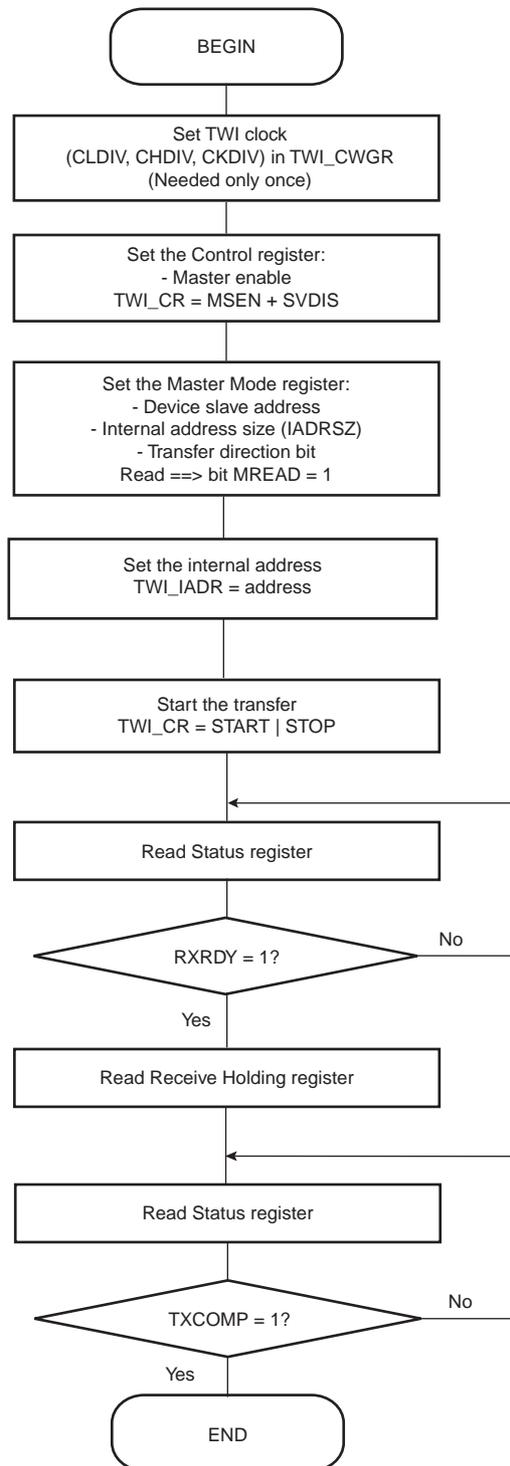 BEGIN
Set TWI clock
(CLDIV, CHDIV, CKDIV) in TWI_CWGR
(Needed only once)
Set the Control register:
- Master enable
TWI_CR = MSEN + SVDIS
Set the Master Mode register:
- Device slave address
- Internal address size (IADRSZ)
- Transfer direction bit
Read ==> bit MREAD = 1
Set the internal address
TWI_IADR = address
Start the transfer
TWI_CR = START | STOP
Read Status register
RXRDY = 1?
No
Yes
Read Receive Holding register
Read Status register
TXCOMP = 1?
No
Yes
END